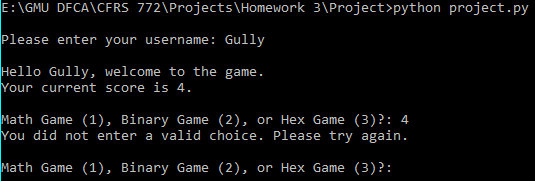 E:\GMU DFCA\CFRS 772\Projects\Homework 3\Project>python project.py
Please enter your username: Gully
Hello Gully, welcome to the game.
Your current score is 4.
Math Game (1), Binary Game (2), or Hex Game (3)?: 4
You did not enter a valid choice. Please try again.
Math Game (1), Binary Game (2), or Hex Game (3)?: